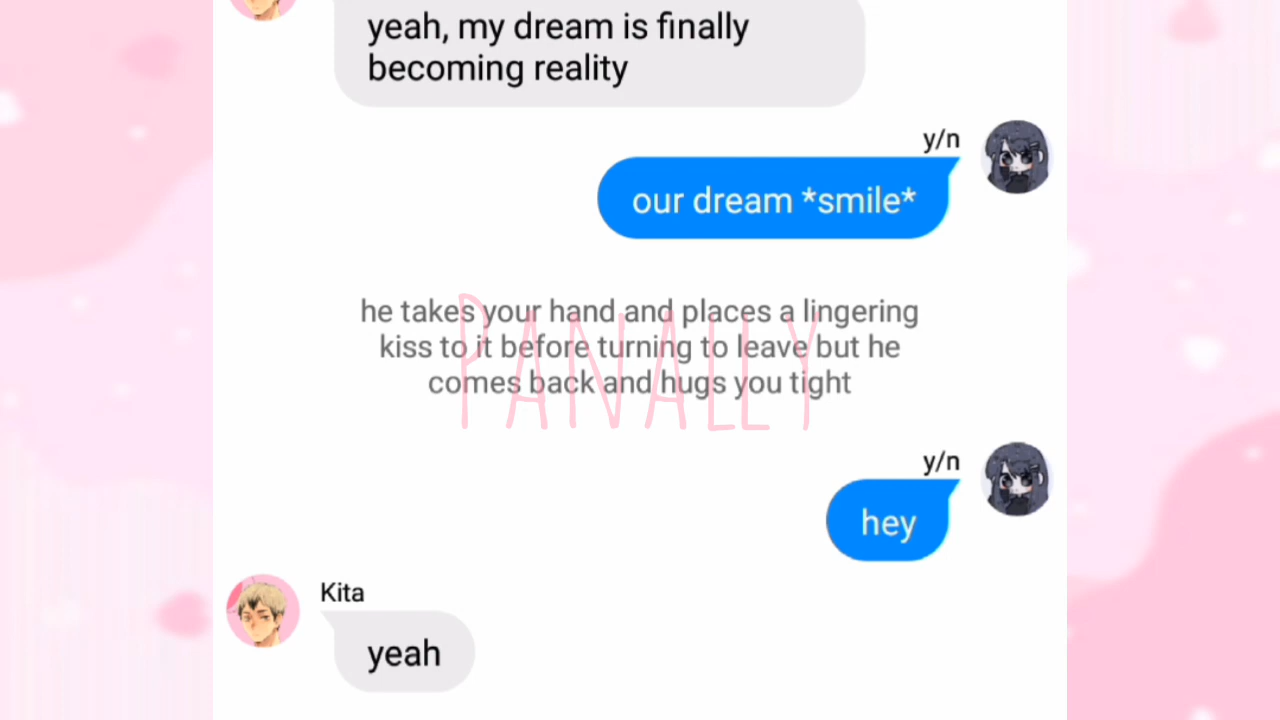 yeah, my dream is finally
becoming reality
y/n
our dream *smile*
he takes your hand and places a lingering
kiss to it before turning to leave but he
comes back and hugs you tight
PANALLY
y/n
hey
Kita
yeah